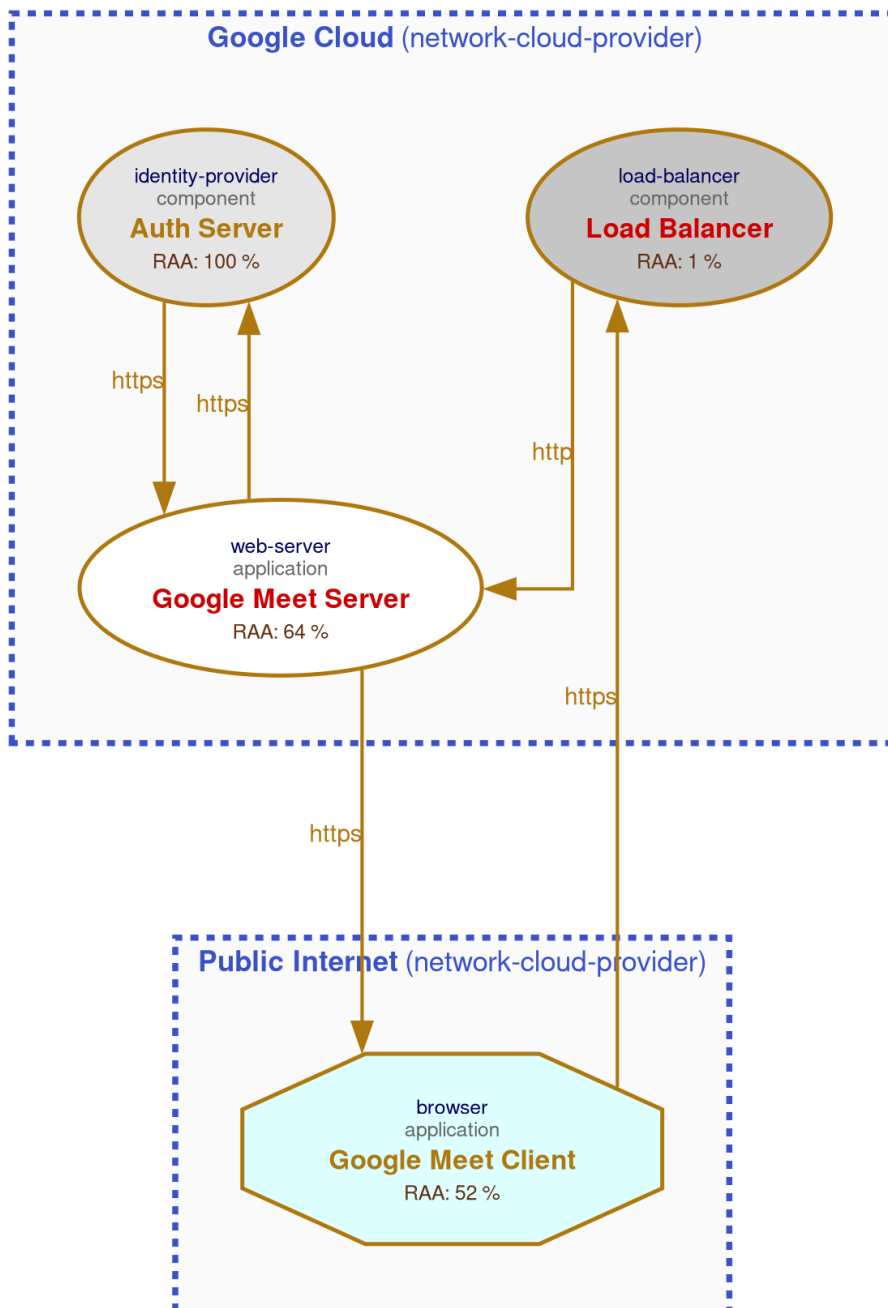 Google Cloud (network-cloud-provider)
identity-provider
component
Auth Server
RAA: 100 %
load-balancer
component
Load Balancer
RAA: 1 %
https
https
http
web-server
application
Google Meet Server
RAA: 64 %
https
https
Public Internet (network-cloud-provider)
browser
application
Google Meet Client
RAA: 52 %